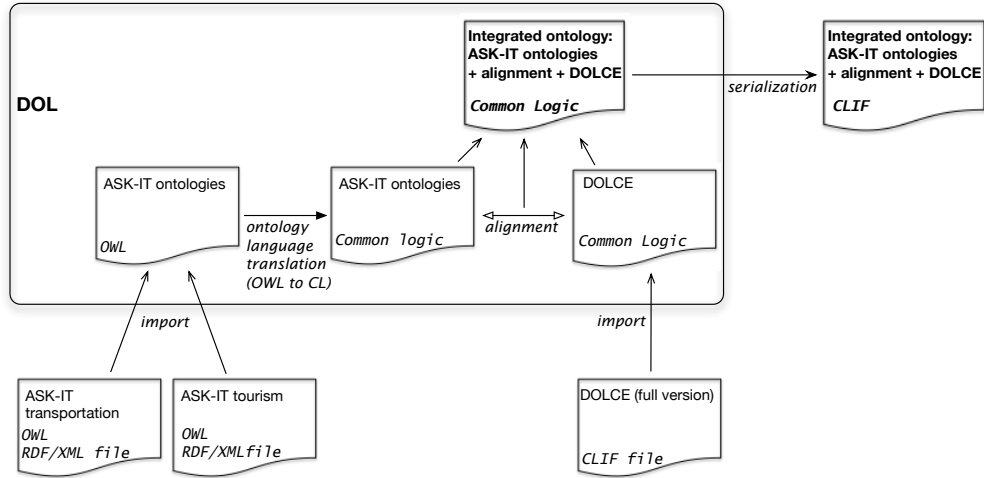 Integrated ontology:
ASK-IT ontologies
+ alignment + DOLCE
Common Logic
serialization
Integrated ontology:
ASK-IT ontologies
+ alignment + DOLCE
CLIF
DOL
ASK-IT ontologies
OWL
ontology
language
translation
(OWL to CL)
ASK-IT ontologies
Common logic
alignment
DOLCE
Common Logic
import
import
ASK-IT
transportation
OWL
RDF/XML file
ASK-IT tourism
OWL
RDF/XMLfile
DOLCE (full version)
CLIF file